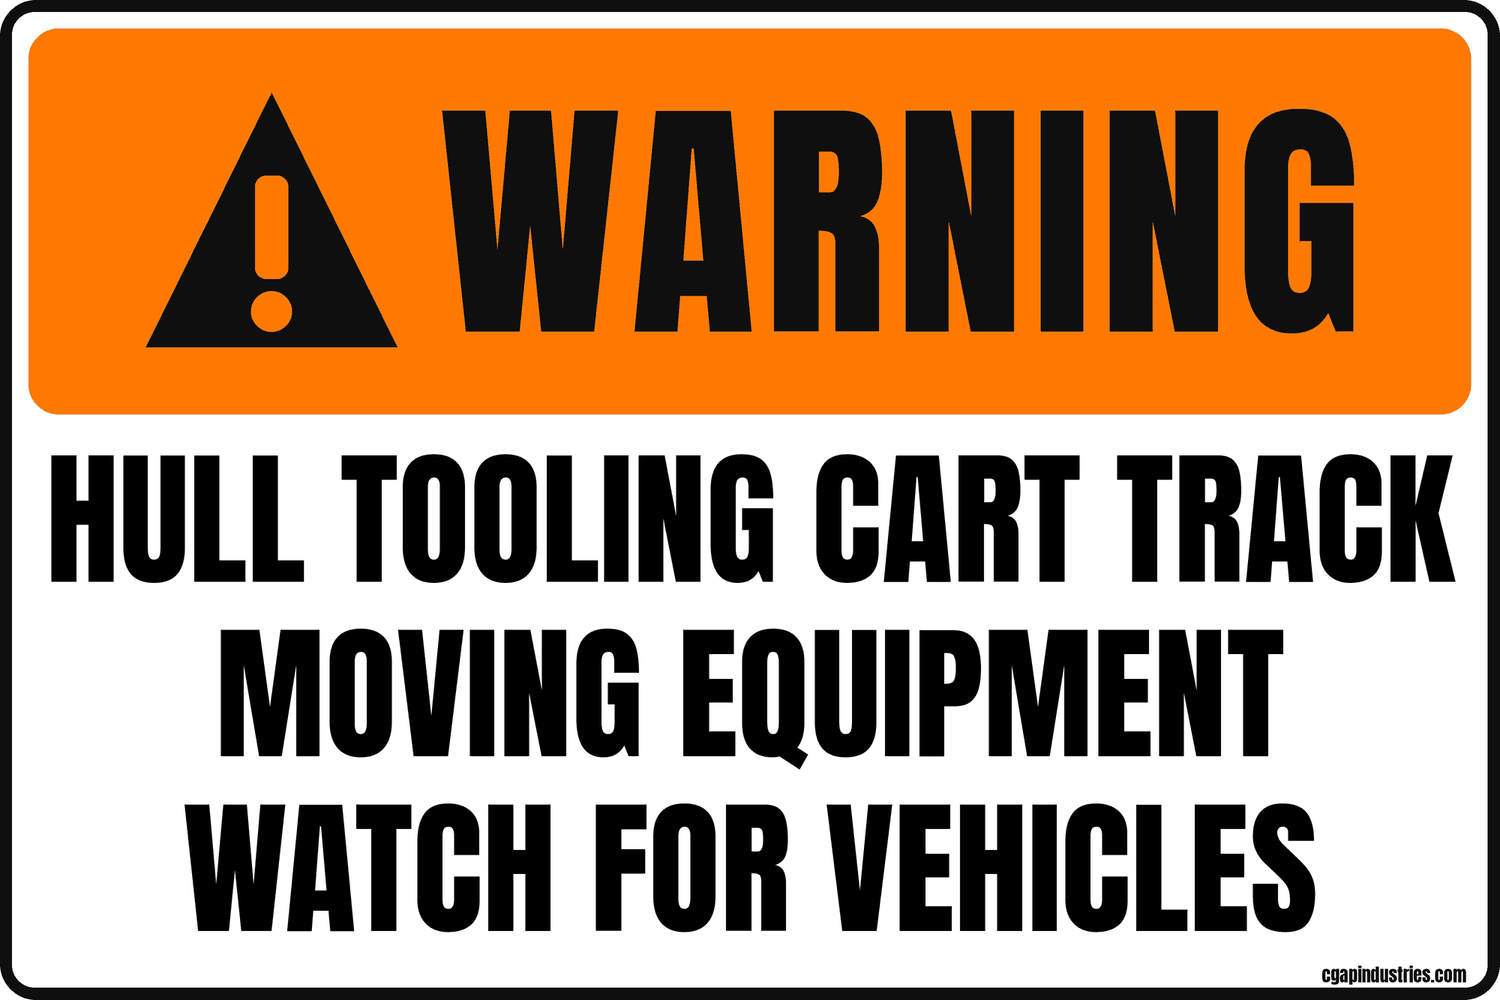 WARNING
HULL TOOLING CART TRACK
MOVING EQUIPMENT
WATCH FOR VEHICLES
cgapindustries.com